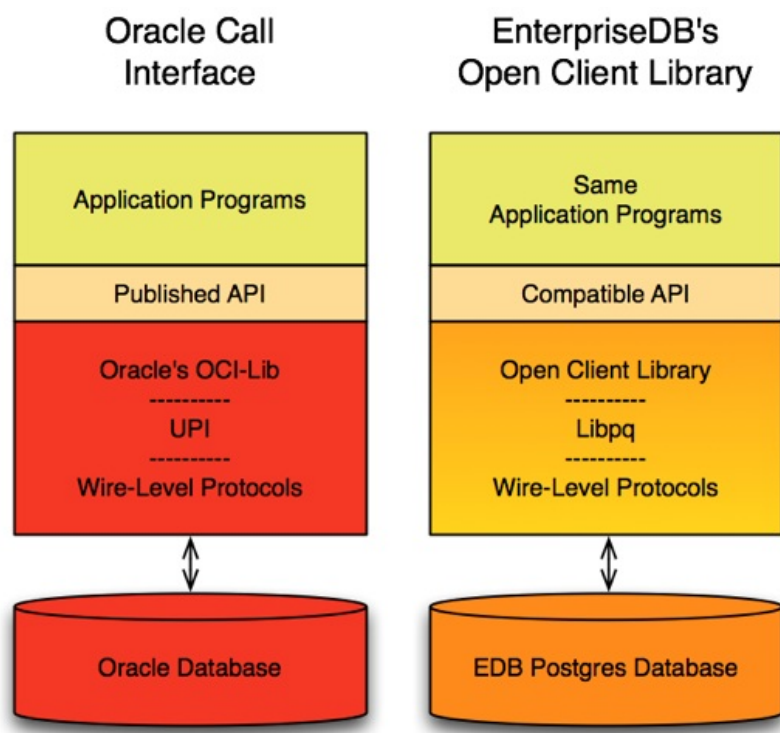 Oracle Call
Interface
Application Programs
Published API
Oracle's OCI-Lib
----------
UPI
----------
Wire-Level Protocols
Oracle Database
EnterpriseDB's
Open Client Library
Same
Application Programs
Compatible API
Open Client Library
----------
Libpq
----------
Wire-Level Protocols
EDB Postgres Database